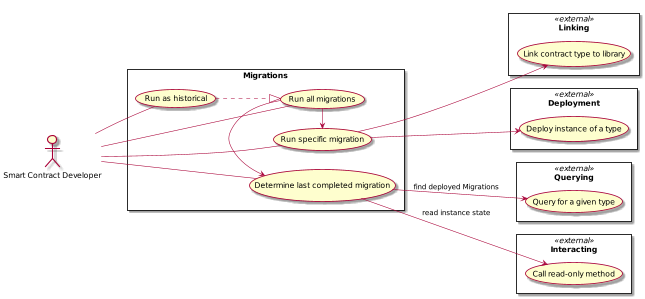 «external»
Linking
Link contract type to library
Migrations
«external»
Deployment
Run as historical
Run all migrations
Deploy instance of a type
Run specific migration
Smart Contract Developer
«external»
Querying
Determine last completed migration
find deployed Migrations
Query for a given type
read instance state
«external»
Interacting
Call read-only method